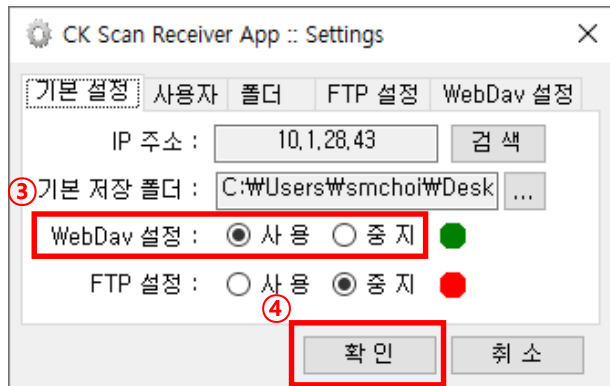 CK Scan Receiver App :: Settings
기본 설정 사용자 폴더 FTP 설정 WebDav 설정
IP 주소 : 10,1,28,43 검 색
③ 기본 저장 폴더 : C:₩Users₩smchoi₩Desk ...
WebDav 설정 : 사 용 중 지
FTP 설정 : 사 용 중 지
④
확 인 취 소